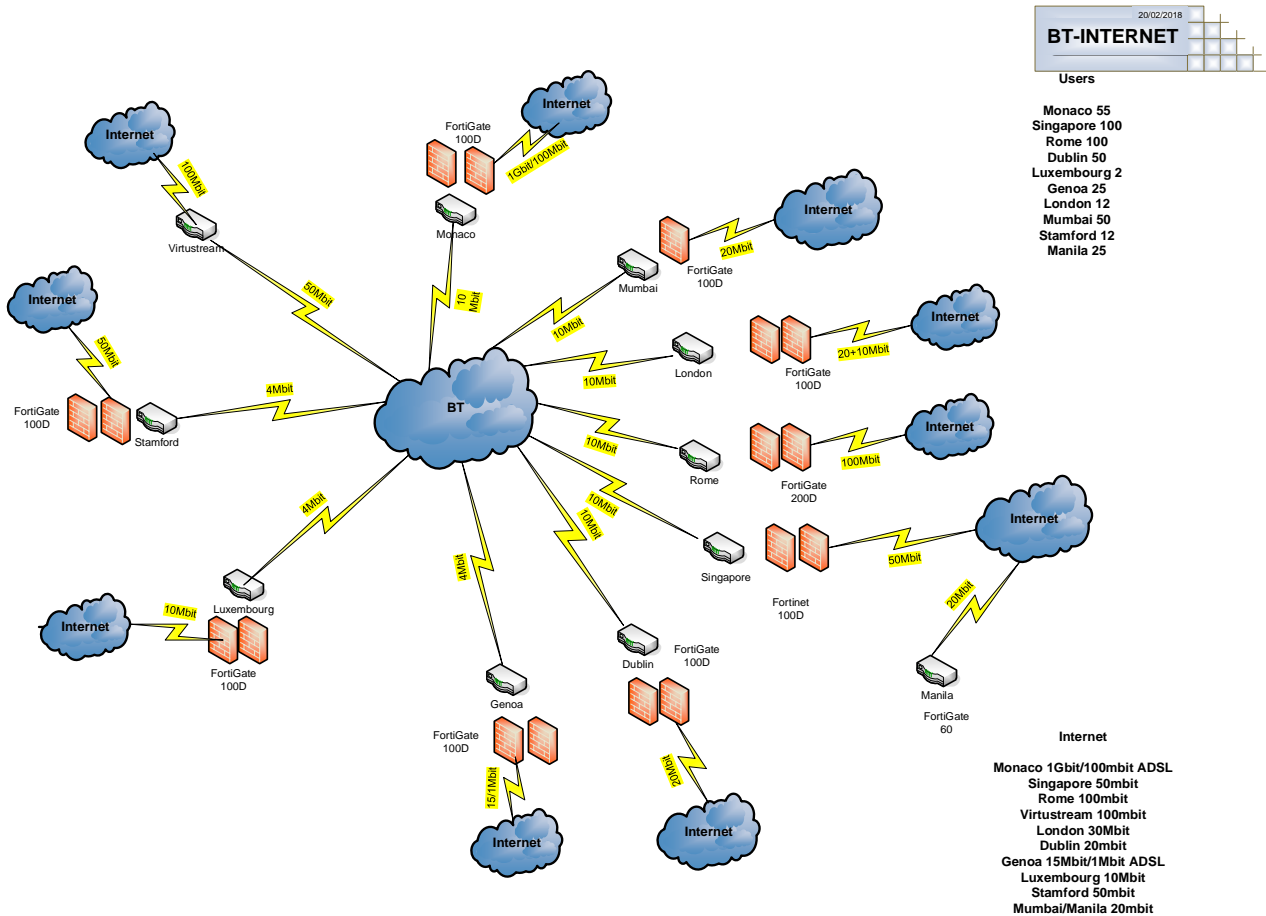 20/02/2018
BT-INTERNET
Users
Monaco 55
Singapore 100
Rome 100
Dublin 50
Luxembourg 2
Genoa 25
London 12
Mumbai 50
Stamford 12
Manila 25
Internet
100Mbit
Virtustream
50Mbit
FortiGate
100D
Internet
1Gbit/100Mbit
Monaco
10
Mbit
Internet
20Mbit
FortiGate
100D
Mumbai
10Mbit
Internet
50Mbit
FortiGate
100D
Stamford
4Mbit
BT
London
10Mbit
FortiGate
100D
20+10Mbit
Internet
Rome
10Mbit
FortiGate
200D
100Mbit
Internet
Singapore
10Mbit
Fortinet
100D
50Mbit
Internet
20Mbit
Manila
FortiGate
60
4Mbit
Luxembourg
10Mbit
Internet
FortiGate
100D
4Mbit
Genoa
FortiGate
100D
15/1Mbit
Internet
10Mbit
Dublin
FortiGate
100D
20Mbit
Internet
Internet
Monaco 1Gbit/100mbit ADSL
Singapore 50mbit
Rome 100mbit
Virtustream 100mbit
London 30Mbit
Dublin 20mbit
Genoa 15Mbit/1Mbit ADSL
Luxembourg 10Mbit
Stamford 50mbit
Mumbai/Manila 20mbit